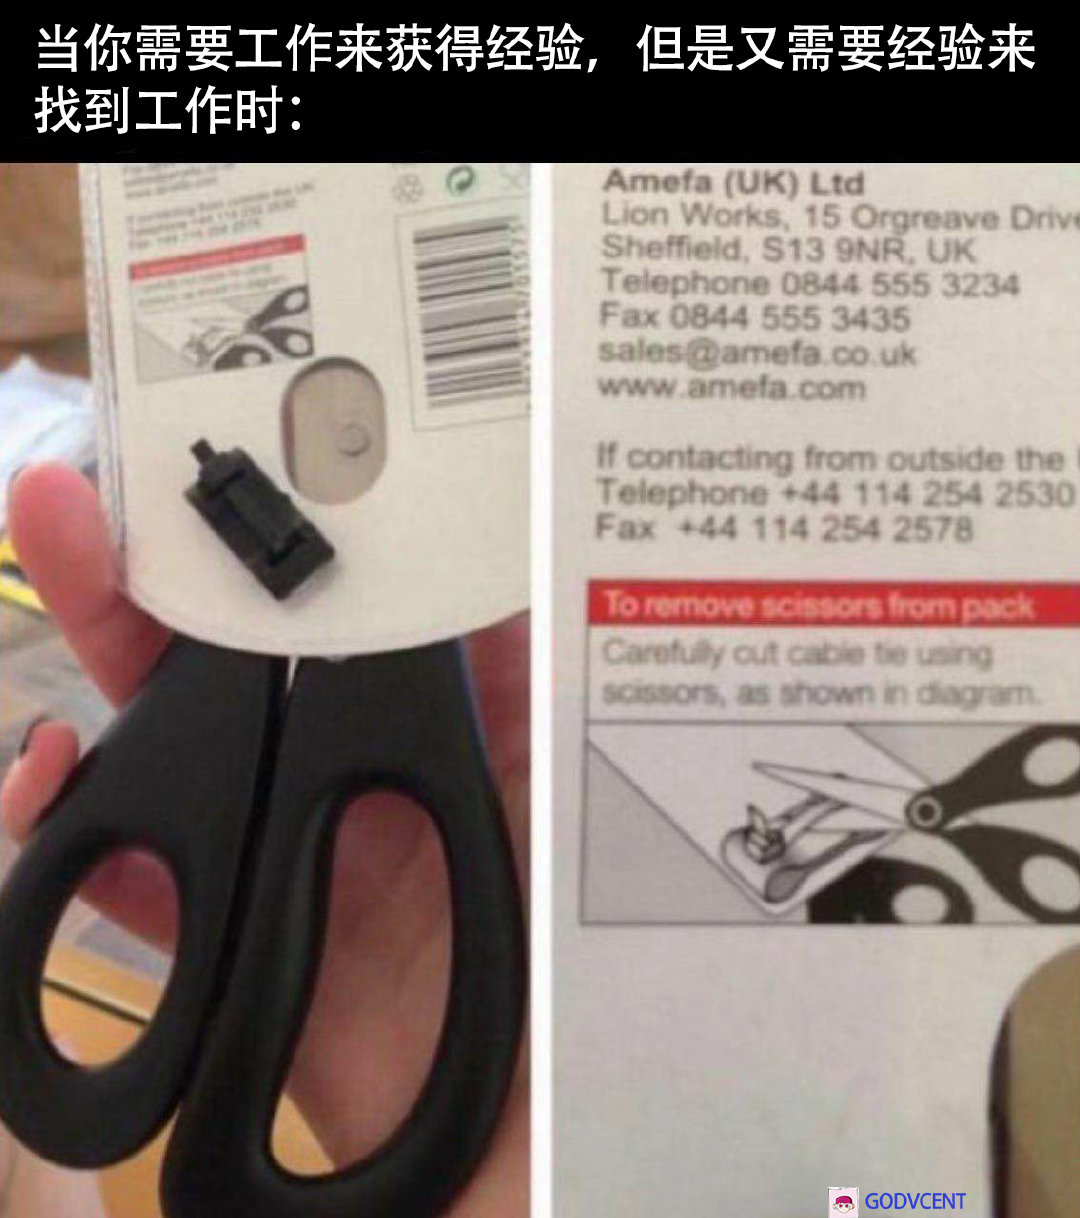 当你需要工作来获得经验，但是又需要经验来
找到工作时：
Amefa (UK) Ltd
Lion Works, 15 Orgreave Drive
Sheffield, S13 9NR, UK
Telephone 0844 555 3234
Fax 0844 555 3435
sales@amefa.co.uk
www.amefa.com
If contacting from outside the
Telephone +44 114 254 2530
Fax +44 114 254 2578
To remove scissors from pack
Carefully cut cable tie using
scissors, as shown in diagram.
GODVCENT